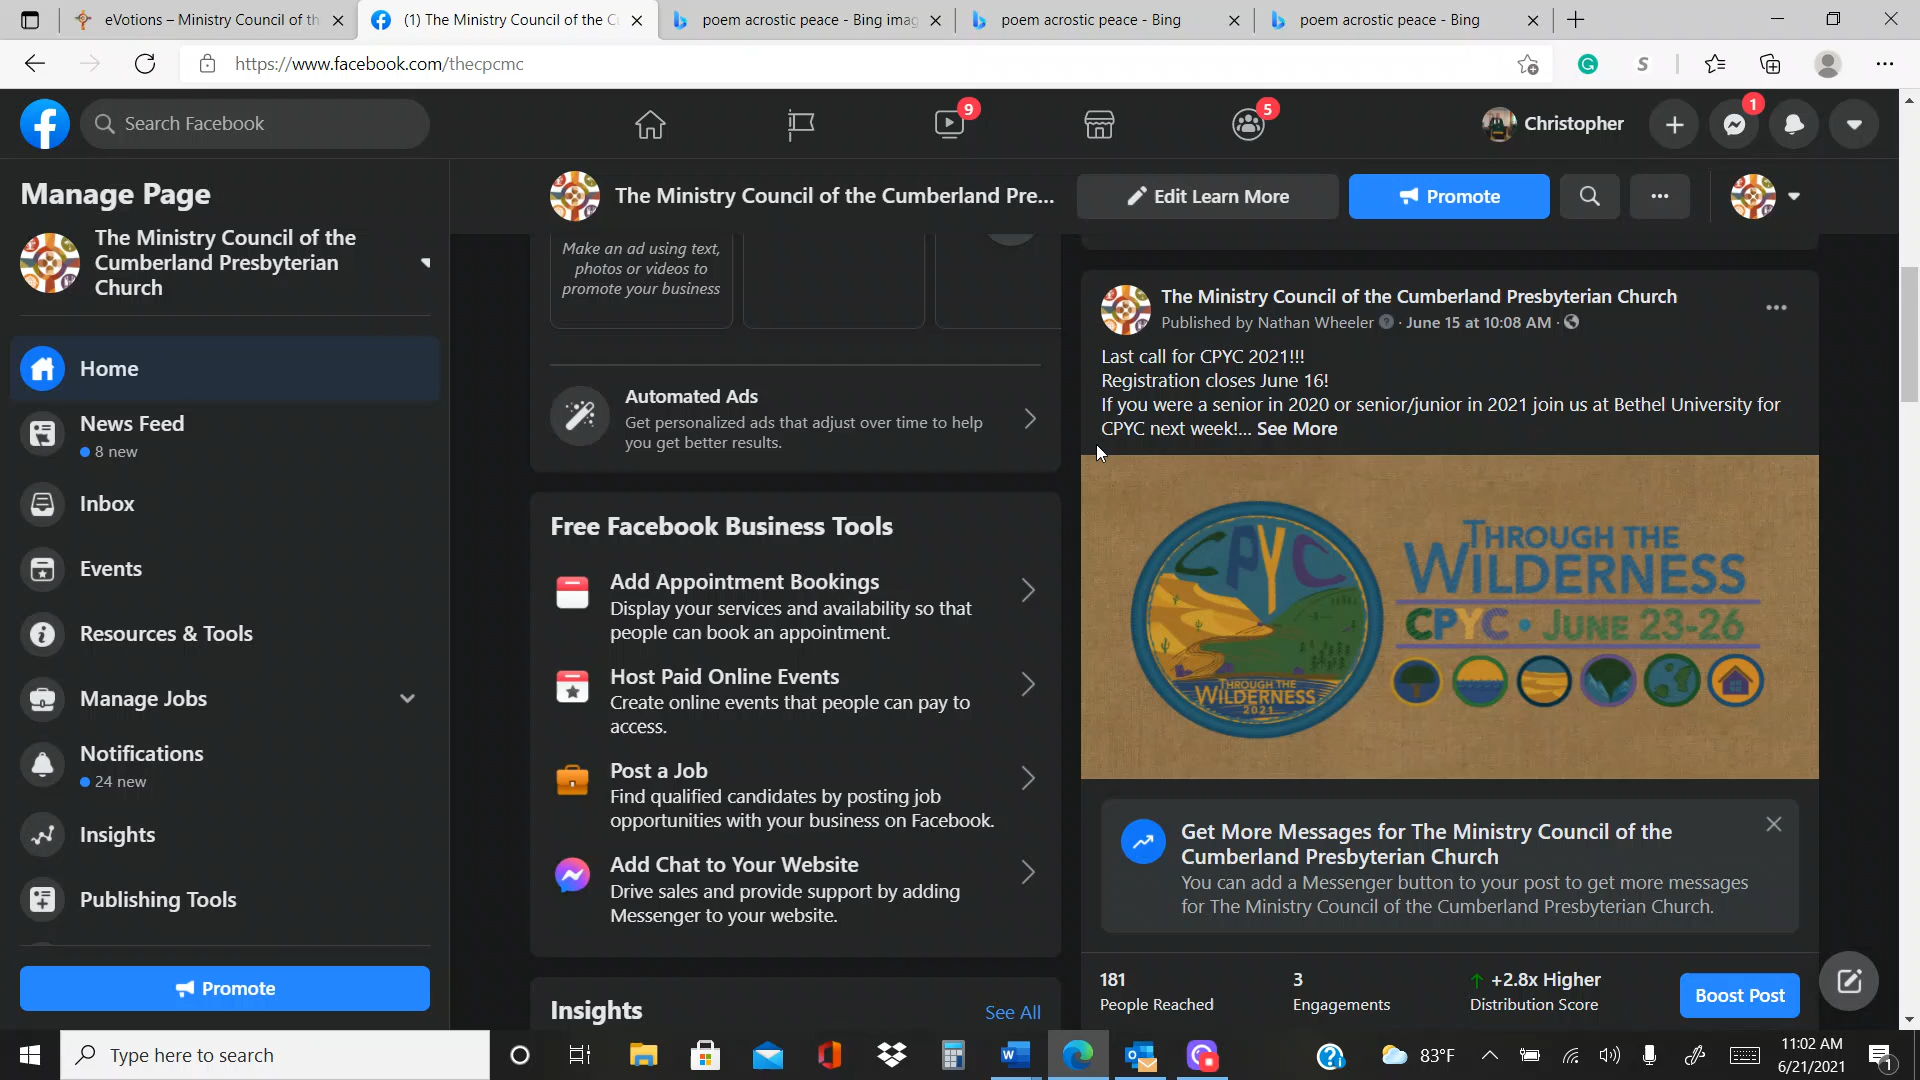 eVotions – Ministry Council of th
(1) The Ministry Council of the Cu
poem acrostic peace - Bing imag
poem acrostic peace - Bing
poem acrostic peace - Bing
https://www.facebook.com/thecpcmc
Search Facebook
9
5
Christopher
1
Manage Page
The Ministry Council of the
Cumberland Presbyterian
Church
Home
News Feed
8 new
Inbox
Events
Resources & Tools
Manage Jobs
Notifications
24 new
Insights
Publishing Tools
Promote
The Ministry Council of the Cumberland Pre...
Edit Learn More
Promote
Make an ad using text,
photos or videos to
promote your business
Automated Ads
Get personalized ads that adjust over time to help
you get better results.
Free Facebook Business Tools
Add Appointment Bookings
Display your services and availability so that
people can book an appointment.
Host Paid Online Events
Create online events that people can pay to
access.
Post a Job
Find qualified candidates by posting job
opportunities with your business on Facebook.
Add Chat to Your Website
Drive sales and provide support by adding
Messenger to your website.
Insights
See All
The Ministry Council of the Cumberland Presbyterian Church
Published by Nathan Wheeler · June 15 at 10:08 AM ·
Last call for CPYC 2021!!!
Registration closes June 16!
If you were a senior in 2020 or senior/junior in 2021 join us at Bethel University for
CPYC next week!... See More
CPYC
THROUGH THE
WILDERNESS
2021
THROUGH THE
WILDERNESS
CPYC • JUNE 23-26
Get More Messages for The Ministry Council of the
Cumberland Presbyterian Church
You can add a Messenger button to your post to get more messages
for The Ministry Council of the Cumberland Presbyterian Church.
181
People Reached
3
Engagements
+2.8x Higher
Distribution Score
Boost Post
Type here to search
83°F
11:02 AM
6/21/2021
1